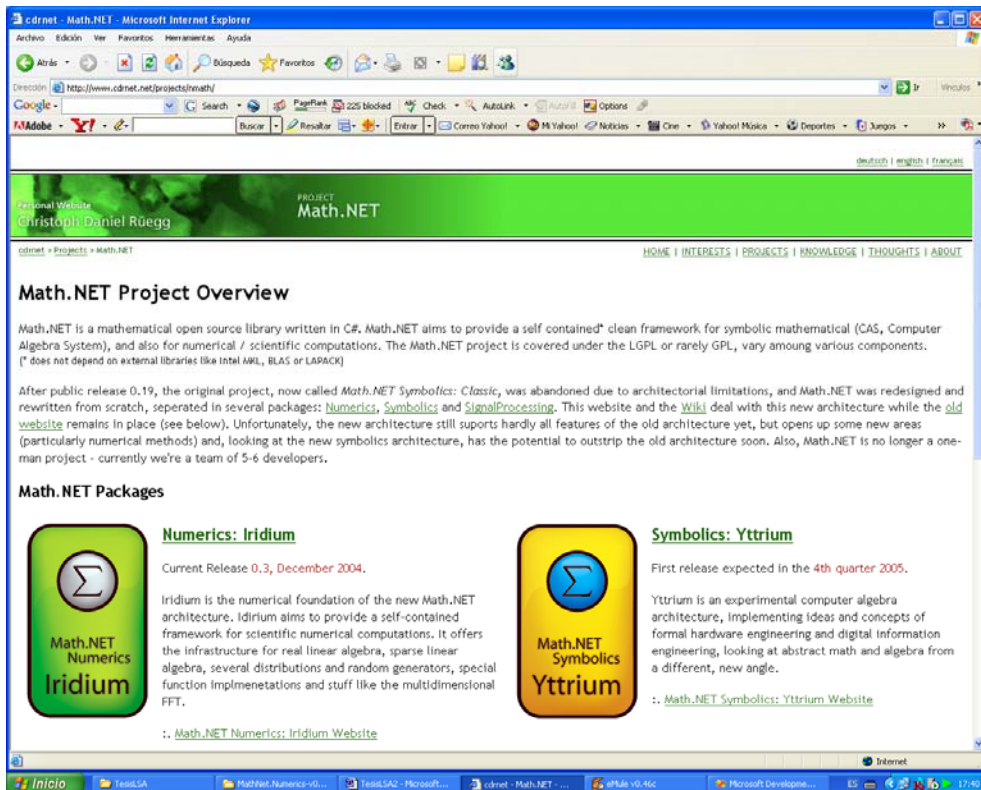 cdrnet - Math.NET - Microsoft Internet Explorer
Archivo Edición Ver Favoritos Herramientas Ayuda
Atrás Búsqueda Favoritos
Dirección http://www.cdrnet.net/projects/nmath/ Ir Vínculos
Google Search PageRank 225 blocked Check AutoLink AutoFill Options
Adobe Y! Buscar Resaltar Entrar Correo Yahoo! Mi Yahoo! Noticias Cine Yahoo! Música Deportes Juegos »
deutsch | english | français
Personal Website
Christoph Daniel Rüegg
PROJECT
Math.NET
cdrnet > Projects > Math.NET
HOME | INTERESTS | PROJECTS | KNOWLEDGE | THOUGHTS | ABOUT
Math.NET Project Overview
Math.NET is a mathematical open source library written in C#. Math.NET aims to provide a self contained* clean framework for symbolic mathematical (CAS, Computer
Algebra System), and also for numerical / scientific computations. The Math.NET project is covered under the LGPL or rarely GPL, vary amoung various components.
(* does not depend on external libraries like Intel MKL, BLAS or LAPACK)
After public release 0.19, the original project, now called Math.NET Symbolics: Classic, was abandoned due to architectorial limitations, and Math.NET was redesigned and
rewritten from scratch, seperated in several packages: Numerics, Symbolics and SignalProcessing. This website and the Wiki deal with this new architecture while the old
website remains in place (see below). Unfortunately, the new architecture still suports hardly all features of the old architecture yet, but opens up some new areas
(particularly numerical methods) and, looking at the new symbolics architecture, has the potential to outstrip the old architecture soon. Also, Math.NET is no longer a one-
man project - currently we're a team of 5-6 developers.
Math.NET Packages
Σ
Math.NET
Numerics
Iridium
Numerics: Iridium
Current Release 0.3, December 2004.
Iridium is the numerical foundation of the new Math.NET
architecture. Idirium aims to provide a self-contained
framework for scientific numerical computations. It offers
the infrastructure for real linear algebra, sparse linear
algebra, several distributions and random generators, special
function implmenetations and stuff like the multidimensional
FFT.
:. Math.NET Numerics: Iridium Website
Σ
Math.NET
Symbolics
Yttrium
Symbolics: Yttrium
First release expected in the 4th quarter 2005.
Yttrium is an experimental computer algebra
architecture, implementing ideas and concepts of
formal hardware engineering and digital information
engineering, looking at abstract math and algebra from
a different, new angle.
:. Math.NET Symbolics: Yttrium Website
Internet
Inicio TesisLSA MathNet.Numerics-v0... TesisLSA2 - Microsoft... cdrnet - Math.NET - ... eMule v0.46c Microsoft Developme... ES 17:40